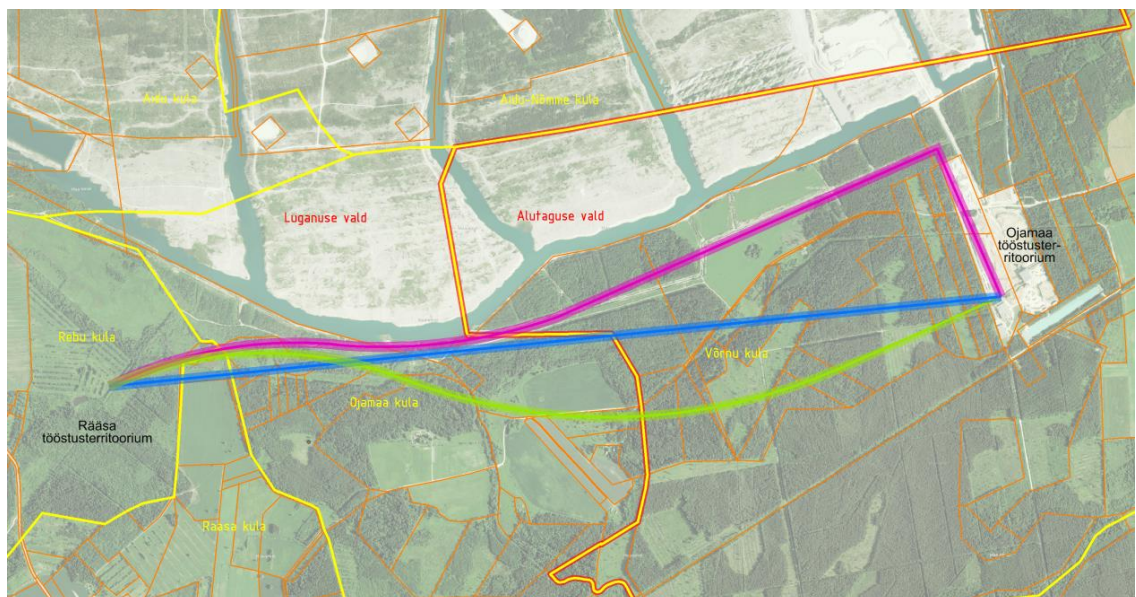 Aidu küla
Aidu-Nõmme küla
Lüganuse vald
Alutaguse vald
Ojamaa
tööstuster-
ritoorium
Rebu küla
Võrnu küla
Ojamaa küla
Rääsa
tööstusterritoorium
Rääsa küla